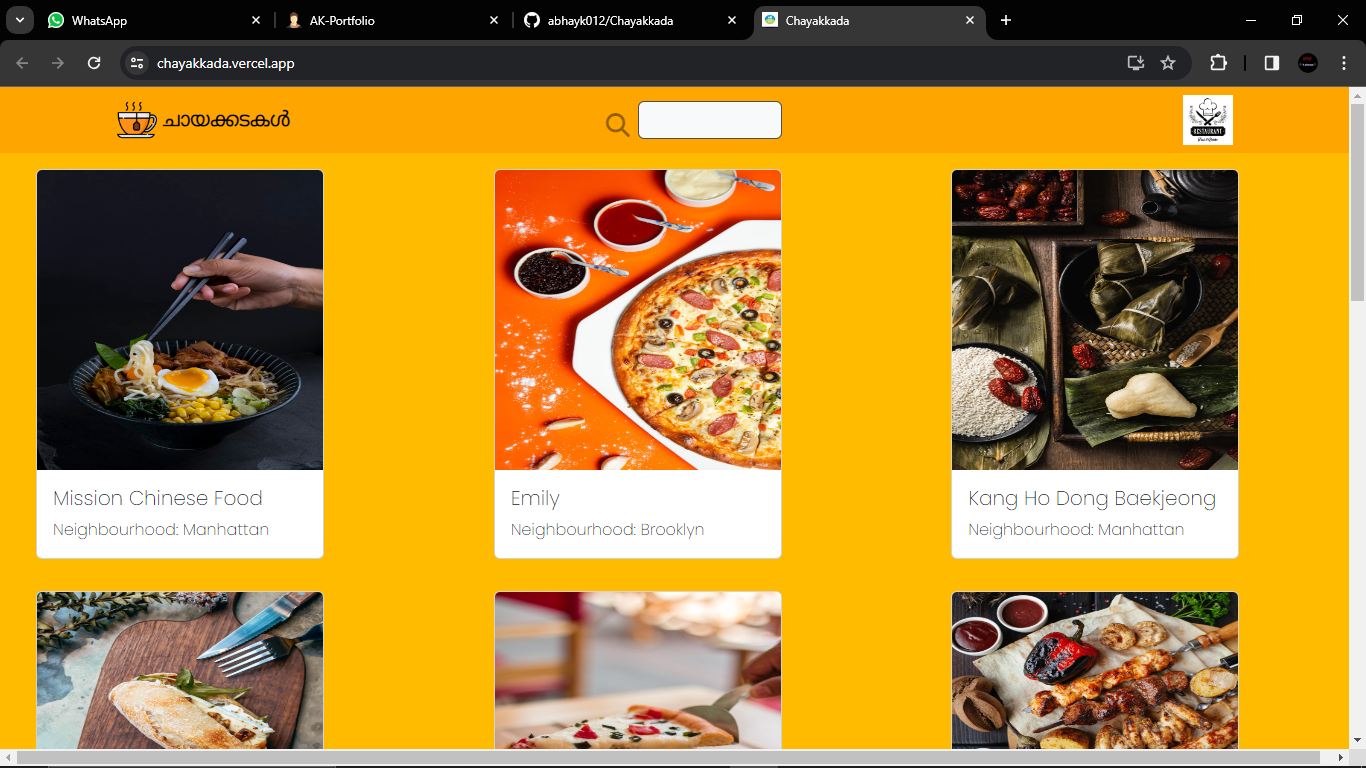 WhatsApp
AK-Portfolio
abhayk012/Chayakkada
Chayakkada
chayakkada.vercel.app
ചായക്കടകൾ
RESTAURANT
Mission Chinese Food
Neighbourhood: Manhattan
Emily
Neighbourhood: Brooklyn
Kang Ho Dong Baekjeong
Neighbourhood: Manhattan